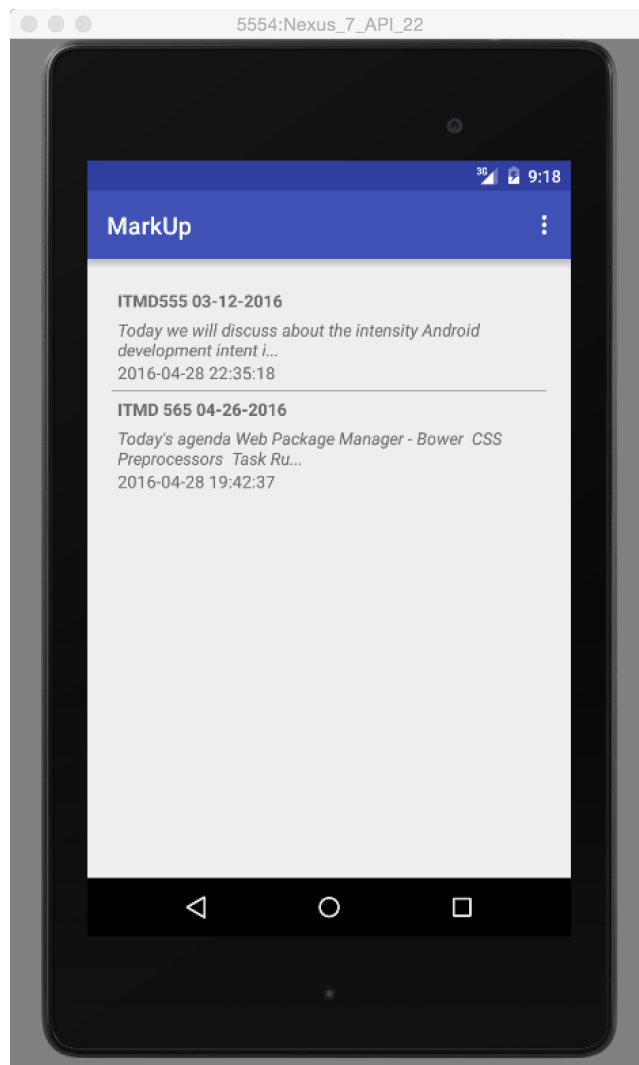 5554:Nexus_7_API_22
3G 9:18
MarkUp
ITMD555 03-12-2016
Today we will discuss about the intensity Android
development intent i...
2016-04-28 22:35:18
ITMD 565 04-26-2016
Today's agenda Web Package Manager - Bower  CSS
Preprocessors  Task Ru...
2016-04-28 19:42:37